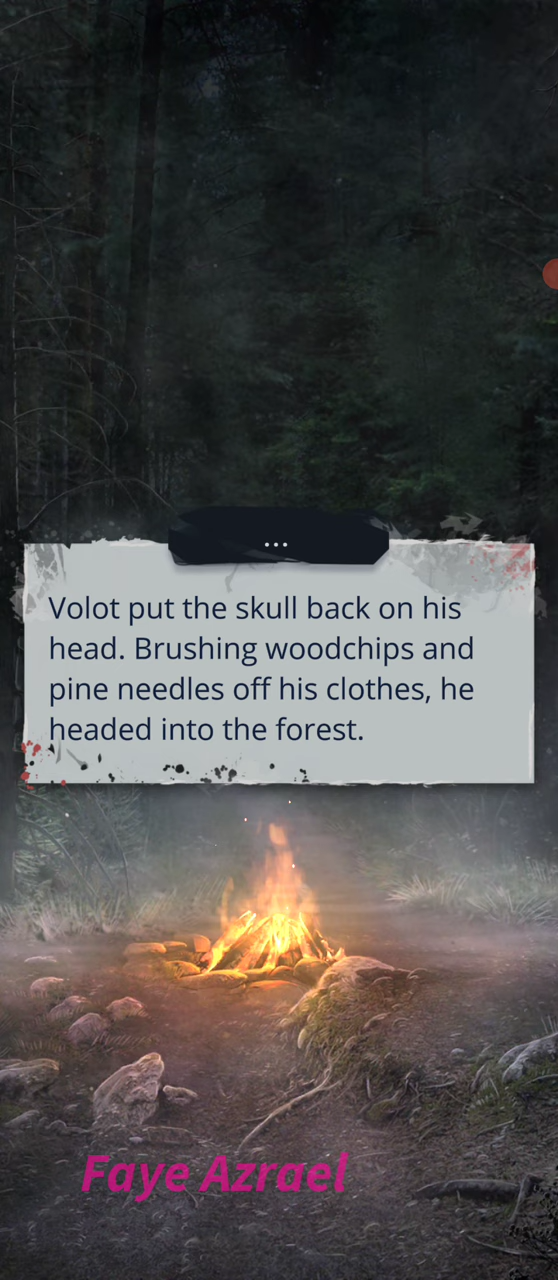 ...
Volot put the skull back on his
head. Brushing woodchips and
pine needles off his clothes, he
headed into the forest.
Faye Azrael